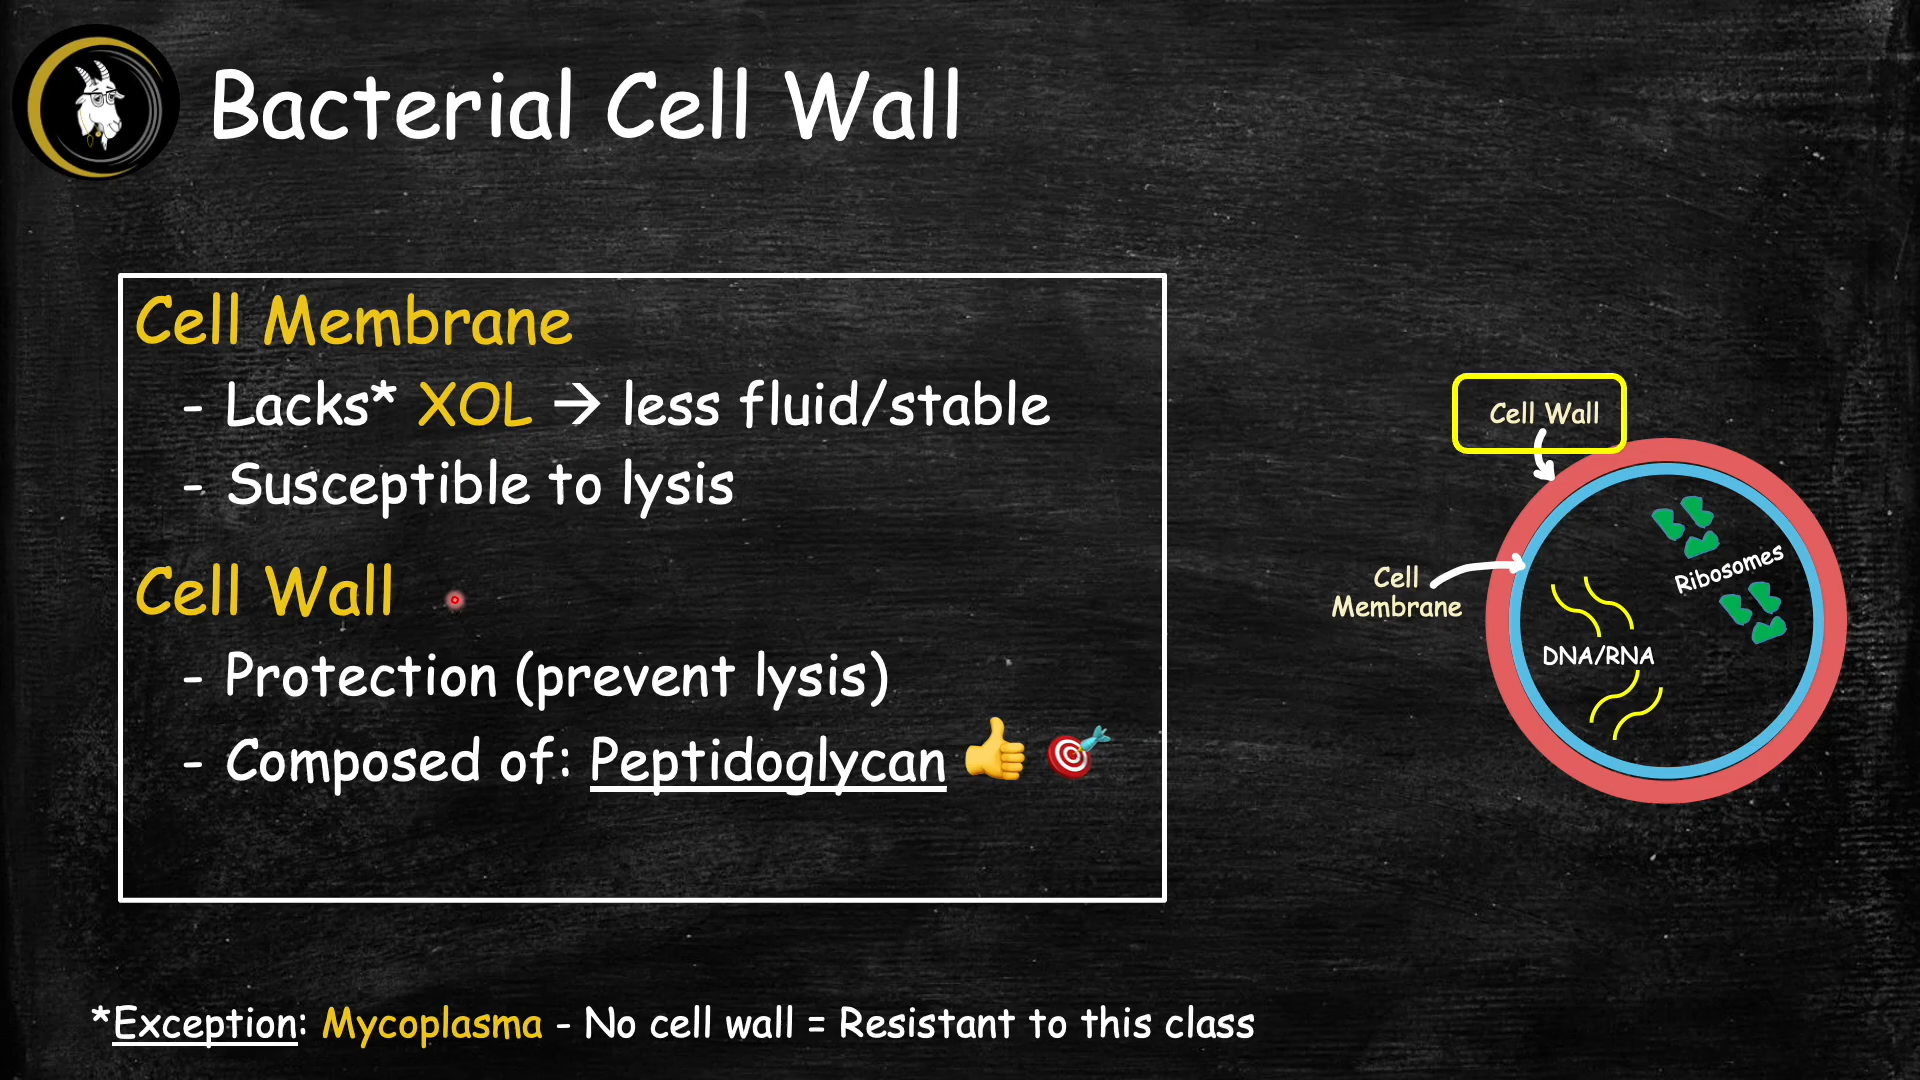 Bacterial Cell Wall
Cell Membrane
- Lacks* XOL → less fluid/stable
- Susceptible to lysis
Cell Wall
- Protection (prevent lysis)
- Composed of: Peptidoglycan 👍 🎯
Cell Wall
Cell
Membrane
Ribosomes
DNA/RNA
*Exception: Mycoplasma - No cell wall = Resistant to this class